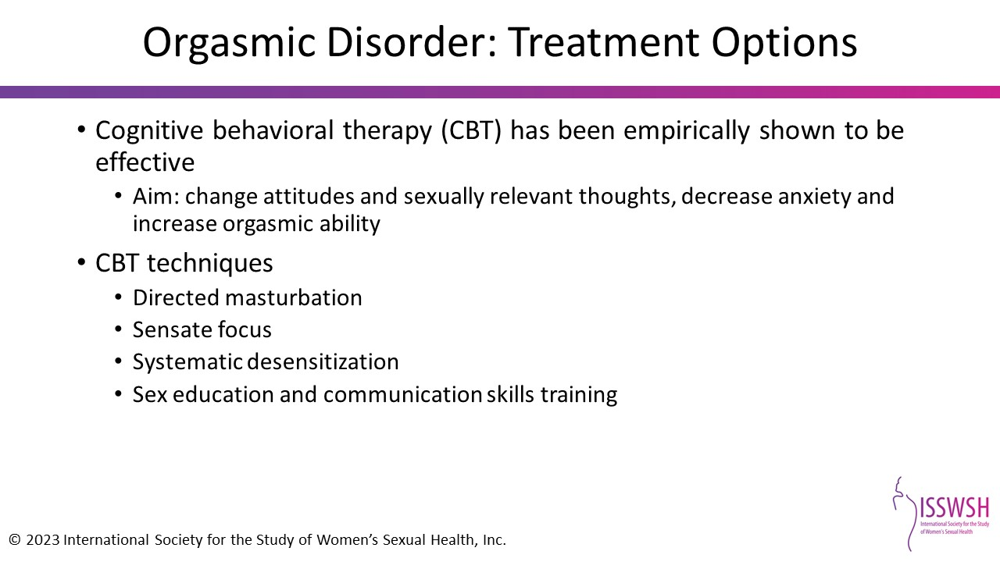 Orgasmic Disorder: Treatment Options
• Cognitive behavioral therapy (CBT) has been empirically shown to be
effective
• Aim: change attitudes and sexually relevant thoughts, decrease anxiety and
increase orgasmic ability
• CBT techniques
• Directed masturbation
• Sensate focus
• Systematic desensitization
• Sex education and communication skills training
ISSWSH
International Society for the Study
of Women's Sexual Health
© 2023 International Society for the Study of Women’s Sexual Health, Inc.